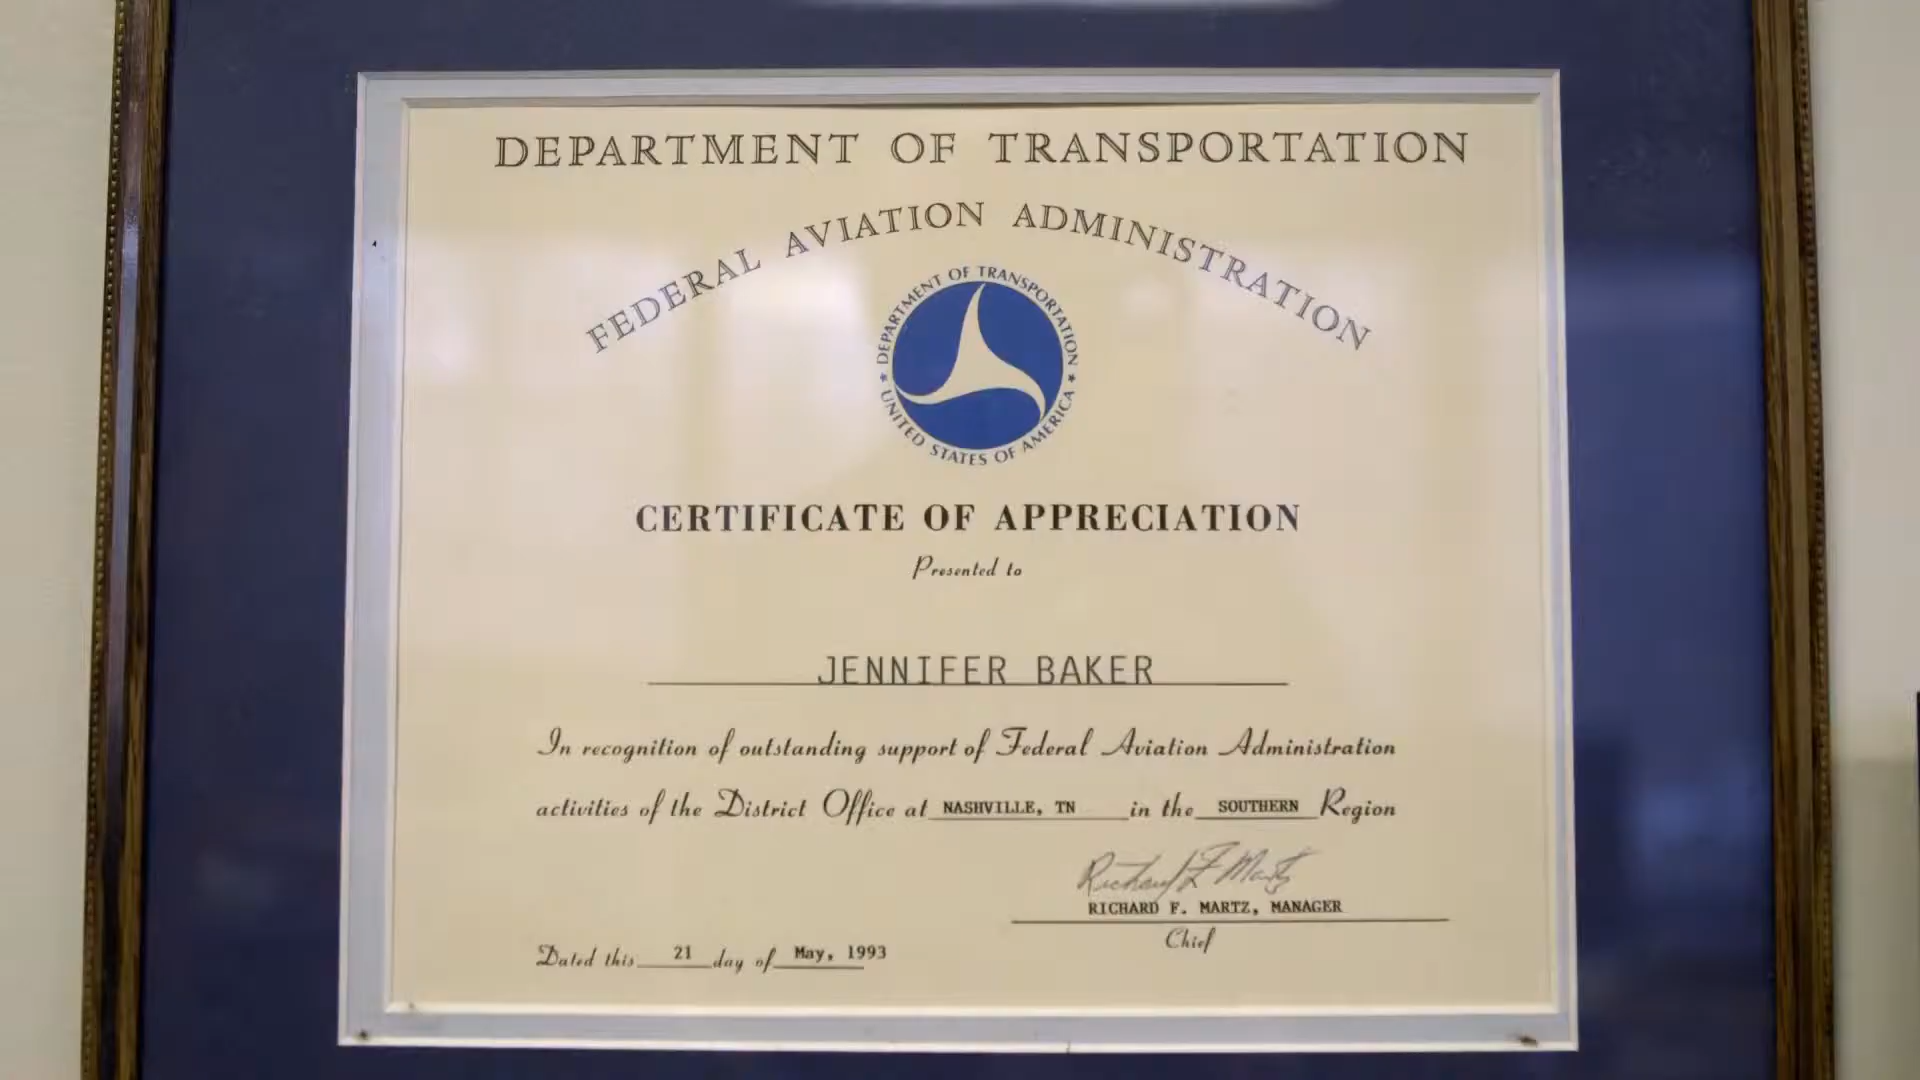 DEPARTMENT OF TRANSPORTATION
FEDERAL AVIATION ADMINISTRATION
DEPARTMENT OF TRANSPORTATION
★ UNITED STATES OF AMERICA ★
CERTIFICATE OF APPRECIATION
Presented to
JENNIFER BAKER
In recognition of outstanding support of Federal Aviation Administration
activities of the District Office at NASHVILLE, TN in the SOUTHERN Region
Richard F Martz
RICHARD F. MARTZ, MANAGER
Chief
Dated this 21 day of May, 1993